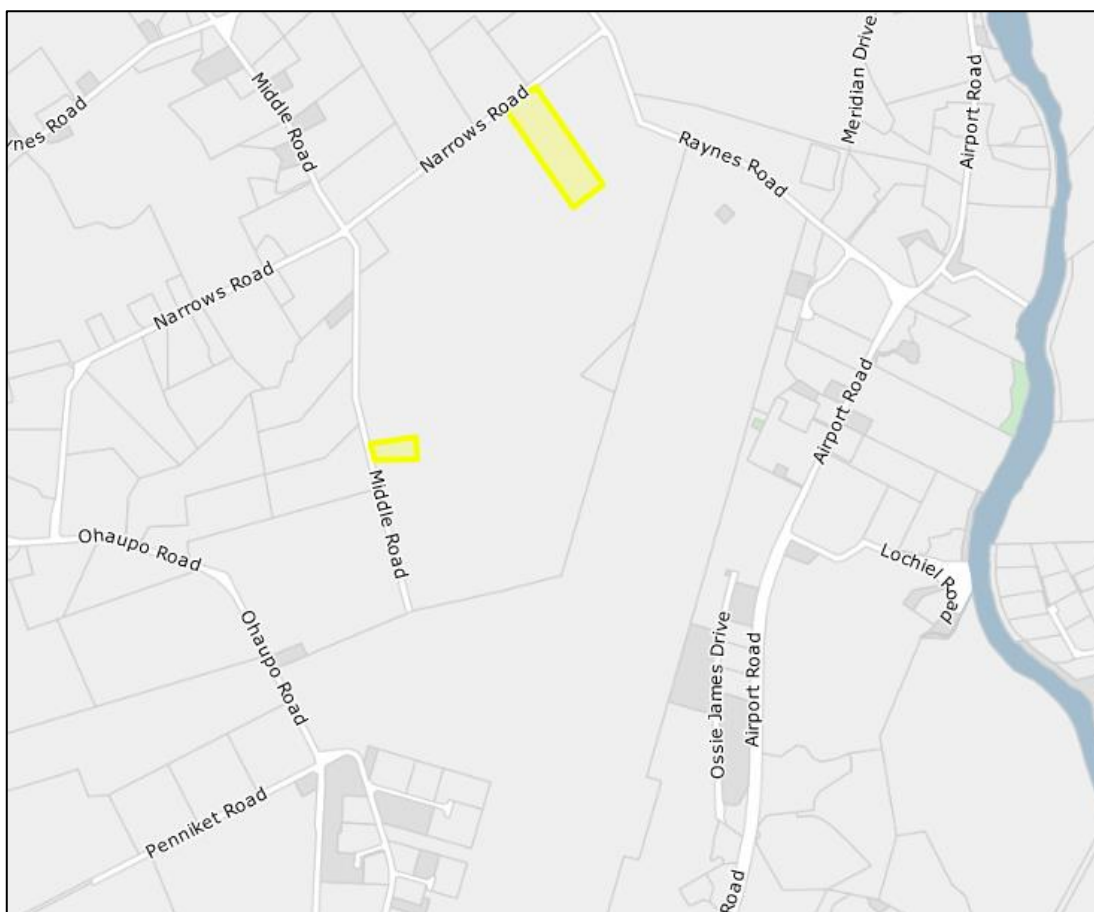 Meridian Drive
Airport Road
Middle Road
Narrows Road
ynes Road
Raynes Road
Narrows Road
Airport Road
Middle Road
Ohaupo Road
Lochiel Road
Ohaupo Road
Ossie James Drive
Airport Road
Penniket Road
Road